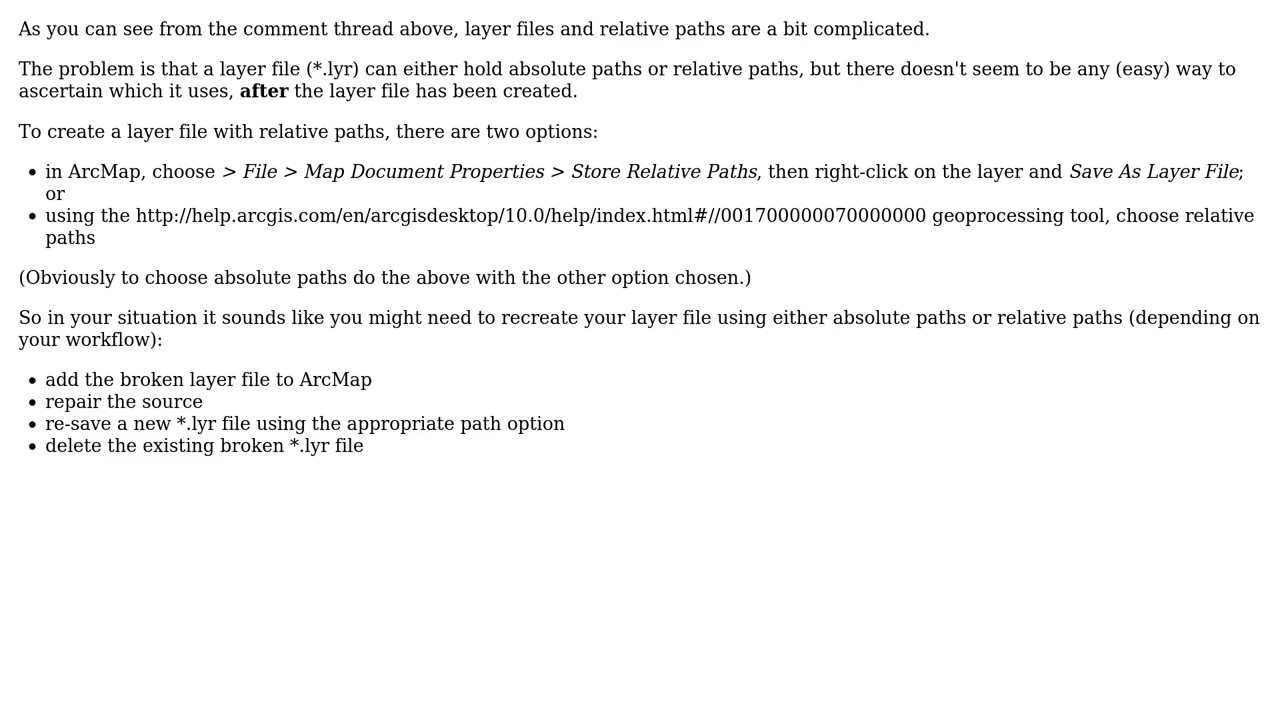 As you can see from the comment thread above, layer files and relative paths are a bit complicated.
The problem is that a layer file (*.lyr) can either hold absolute paths or relative paths, but there doesn't seem to be any (easy) way to
ascertain which it uses, after the layer file has been created.
To create a layer file with relative paths, there are two options:
• in ArcMap, choose > File > Map Document Properties > Store Relative Paths, then right-click on the layer and Save As Layer File;
or
• using the http://help.arcgis.com/en/arcgisdesktop/10.0/help/index.html#//001700000070000000 geoprocessing tool, choose relative
paths
(Obviously to choose absolute paths do the above with the other option chosen.)
So in your situation it sounds like you might need to recreate your layer file using either absolute paths or relative paths (depending on
your workflow):
• add the broken layer file to ArcMap
• repair the source
• re-save a new *.lyr file using the appropriate path option
• delete the existing broken *.lyr file